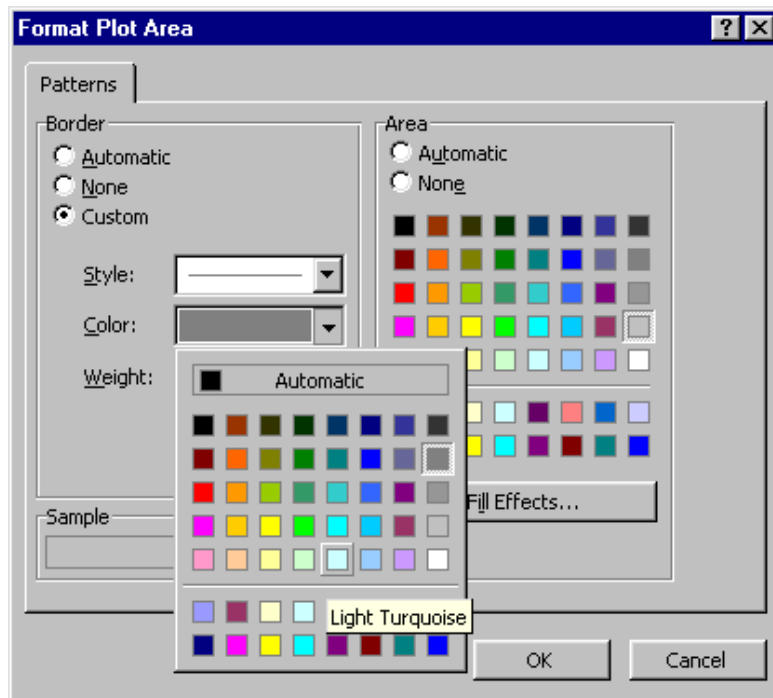 Format Plot Area
Patterns
Border
Automatic
None
Custom
Style:
Color:
Weight:
Automatic
Light Turquoise
Sample
Area
Automatic
None
Fill Effects...
OK
Cancel